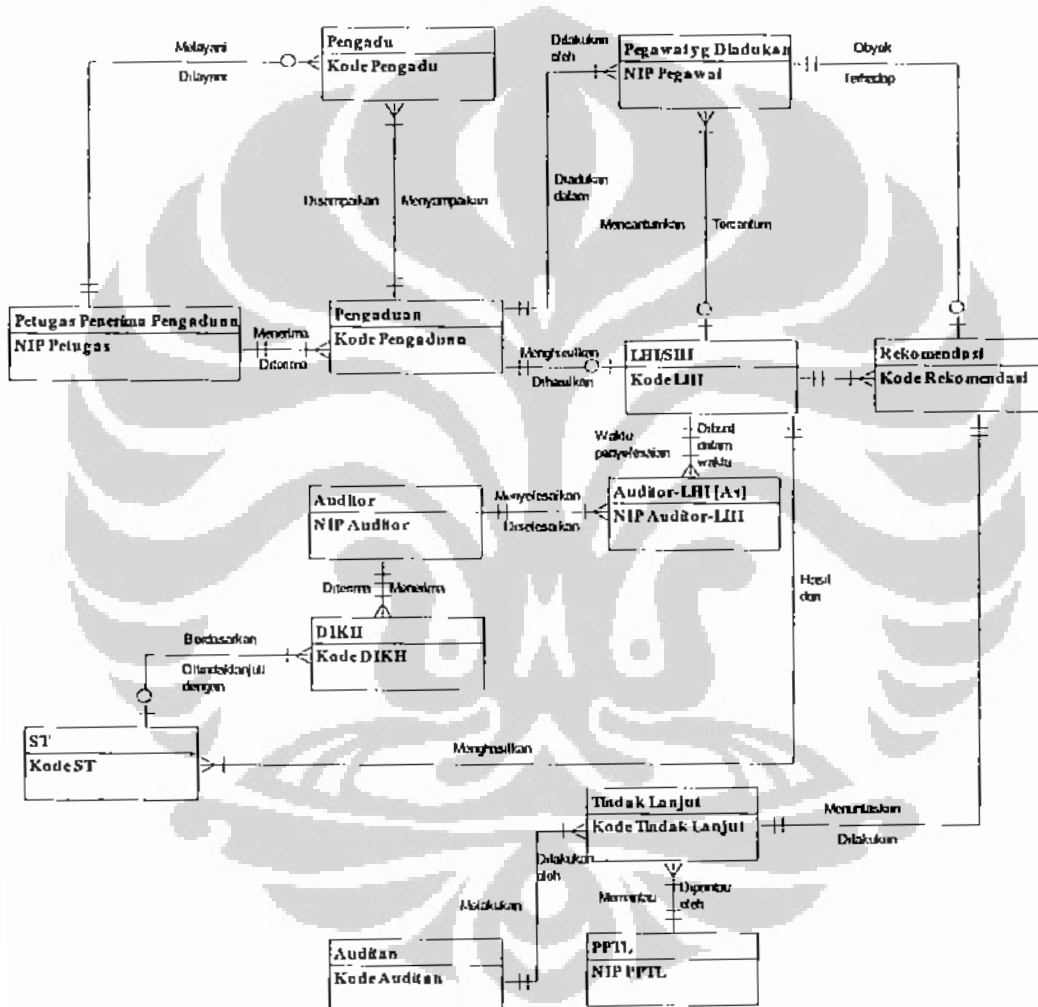 Melayani
Dilayani
Pengadu
Kode Pengadu
Dilakukan
oleh
Pegawai yg Diadukan
NIP Pegawai
Obyek
Terhadap
Disampaikan
Menyampaikan
Diadukan
dalam
Mencantumkan
Tercantum
Petugas Penerima Pengaduan
NIP Petugas
Menerima
Diterima
Pengaduan
Kode Pengaduan
Menghasilkan
Dihasilkan
LHI/SIII
Kode LHI
Rekomendasi
Kode Rekomendasi
Waktu
penyelesaian
Dibuat
dalam
waktu
Auditor
NIP Auditor
Menyelesaikan
Diselesaikan
Auditor-LHI [As]
NIP Auditor-LHI
Diterima
Menerima
Hasil
dari
Berdasarkan
Ditindaklanjuti
dengan
DIKH
Kode DIKH
ST
Kode ST
Menghasilkan
Tindak Lanjut
Kode Tindak Lanjut
Menuntaskan
Dilakukan
Dilakukan
oleh
Melakukan
Memantau
Dipantau
oleh
Auditan
Kode Auditan
PPTL
NIP PPTL